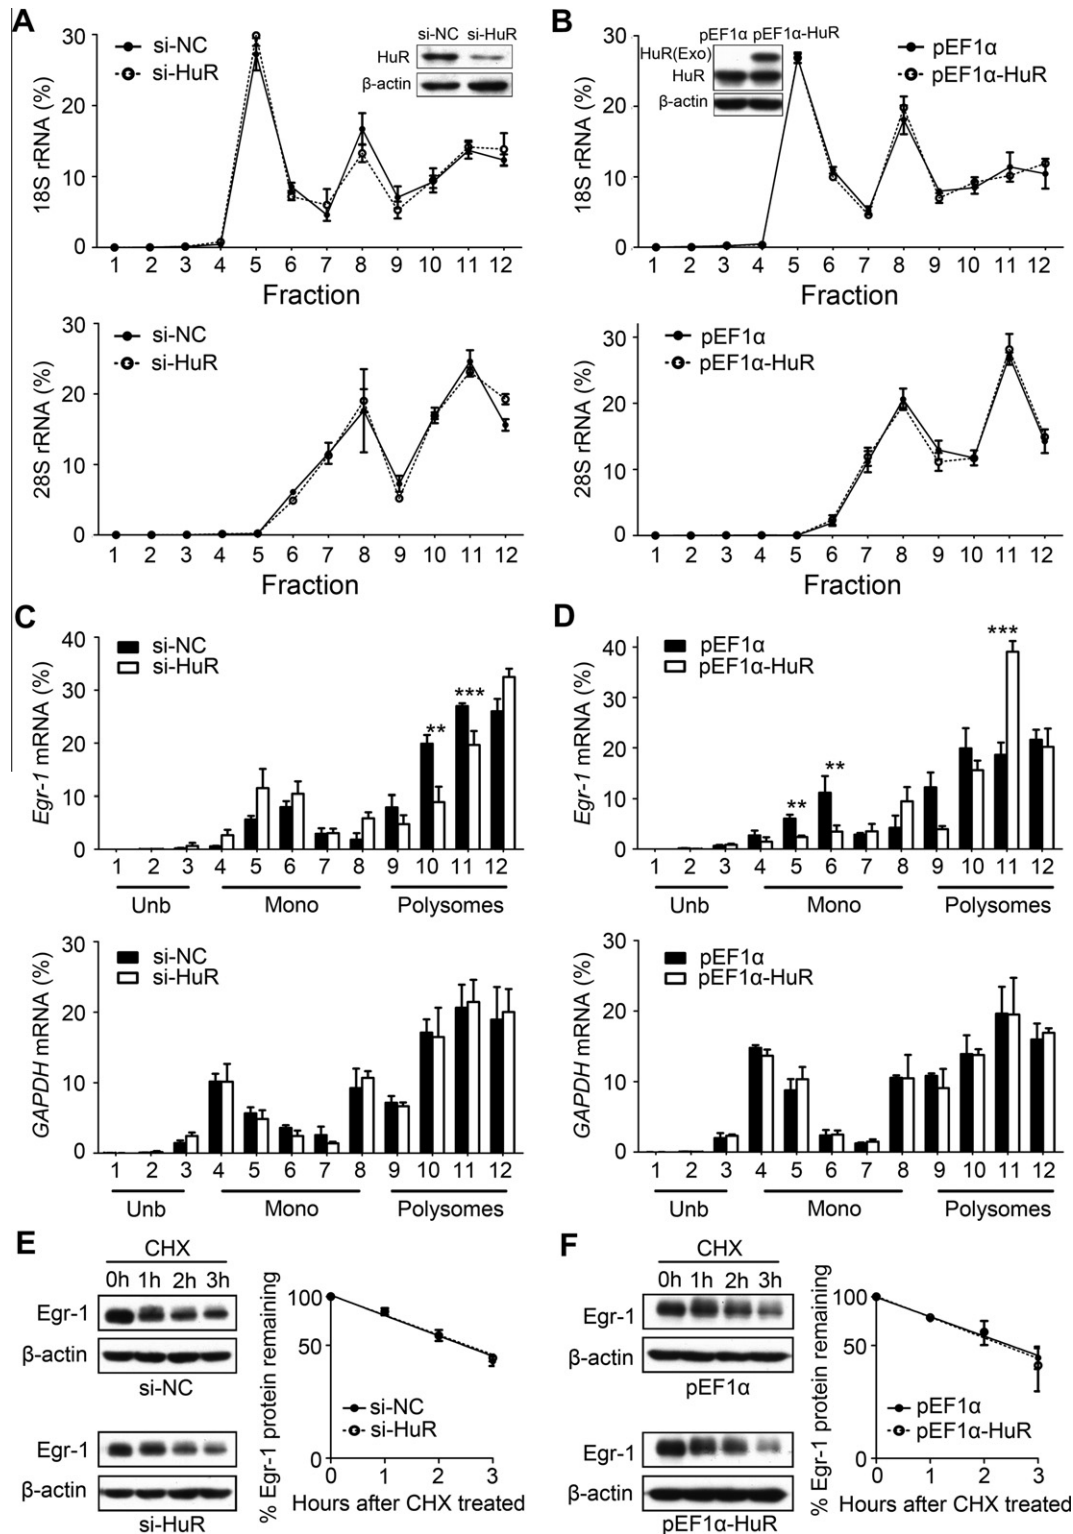 A
30
20
10
0
18S rRNA (%)
si-NC
si-HuR
si-NC si-HuR
HuR
β-actin
1 2 3 4 5 6 7 8 9 10 11 12
Fraction
30
20
10
0
28S rRNA (%)
si-NC
si-HuR
1 2 3 4 5 6 7 8 9 10 11 12
Fraction
B
30
20
10
0
18S rRNA (%)
pEF1α pEF1α-HuR
HuR(Exo)
HuR
β-actin
pEF1α
pEF1α-HuR
1 2 3 4 5 6 7 8 9 10 11 12
Fraction
30
20
10
0
28S rRNA (%)
pEF1α
pEF1α-HuR
1 2 3 4 5 6 7 8 9 10 11 12
Fraction
C
40
30
20
10
0
Egr-1 mRNA (%)
si-NC
si-HuR
** ***
1 2 3 4 5 6 7 8 9 10 11 12
Unb Mono Polysomes
30
20
10
0
GAPDH mRNA (%)
si-NC
si-HuR
1 2 3 4 5 6 7 8 9 10 11 12
Unb Mono Polysomes
D
40
30
20
10
0
Egr-1 mRNA (%)
pEF1α
pEF1α-HuR
** ** ***
1 2 3 4 5 6 7 8 9 10 11 12
Unb Mono Polysomes
30
20
10
0
GAPDH mRNA (%)
pEF1α
pEF1α-HuR
1 2 3 4 5 6 7 8 9 10 11 12
Unb Mono Polysomes
E
CHX
0h 1h 2h 3h
Egr-1
β-actin
si-NC
Egr-1
β-actin
si-HuR
% Egr-1 protein remaining
100
50
0
si-NC
si-HuR
0 1 2 3
Hours after CHX treated
F
CHX
0h 1h 2h 3h
Egr-1
β-actin
pEF1α
Egr-1
β-actin
pEF1α-HuR
% Egr-1 protein remaining
100
50
0
pEF1α
pEF1α-HuR
0 1 2 3
Hours after CHX treated